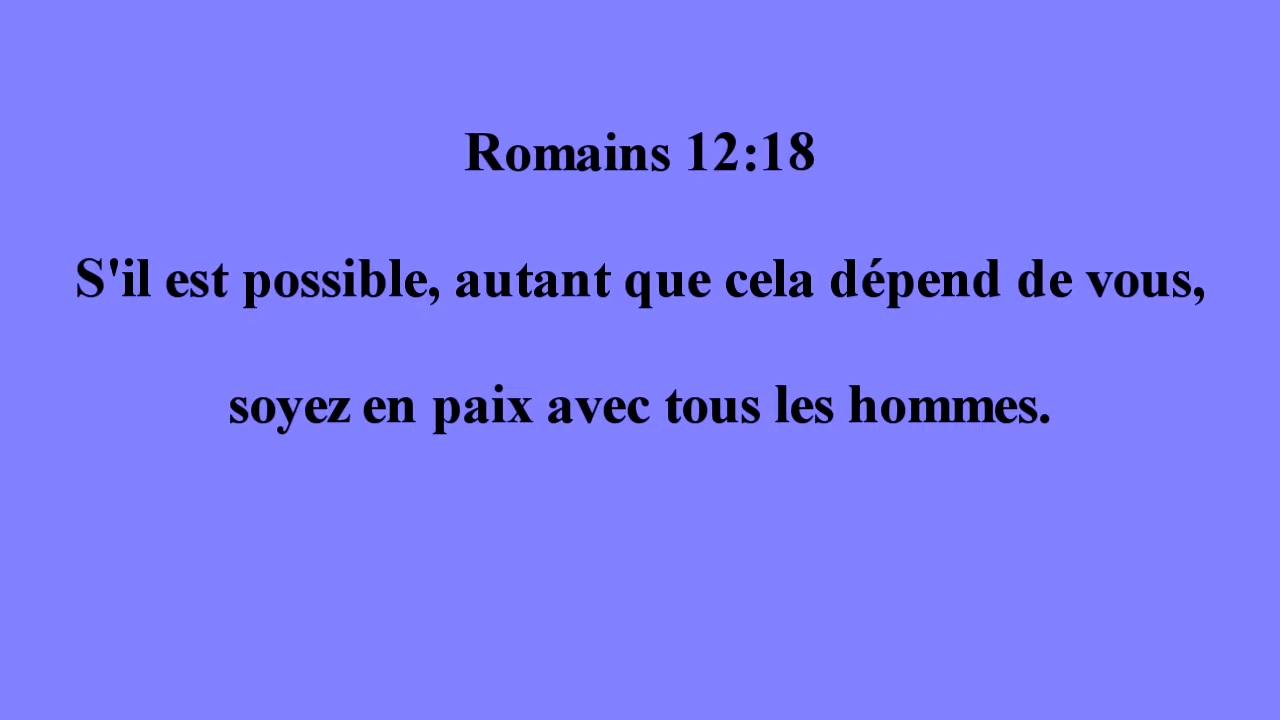 Romains 12:18
S'il est possible, autant que cela dépend de vous,
soyez en paix avec tous les hommes.